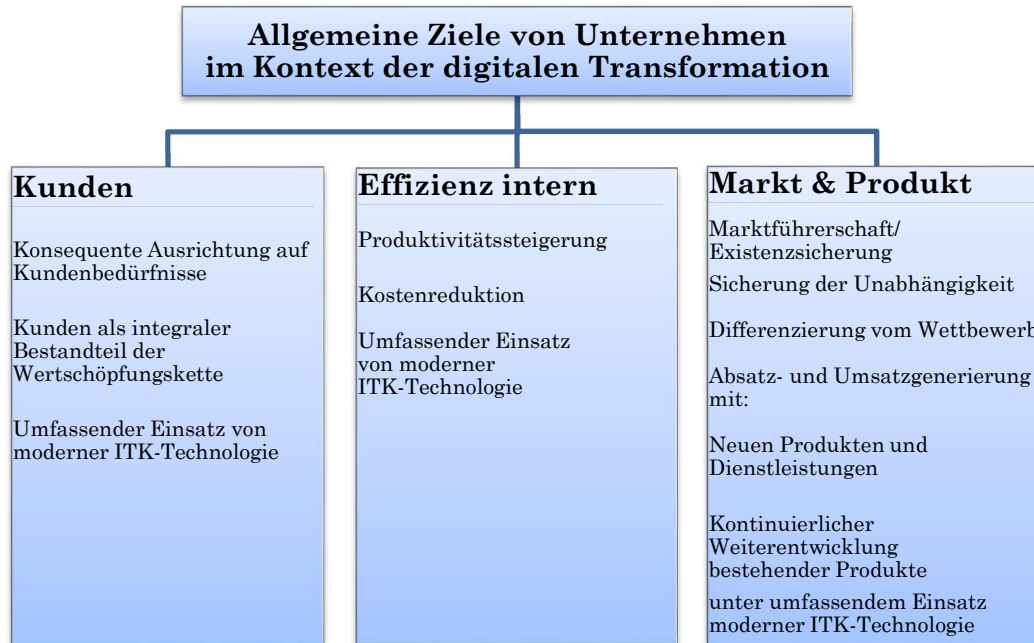 Allgemeine Ziele von Unternehmen
im Kontext der digitalen Transformation
Kunden
Konsequente Ausrichtung auf
Kundenbedürfnisse
Kunden als integraler
Bestandteil der
Wertschöpfungskette
Umfassender Einsatz von
moderner ITK-Technologie
Effizienz intern
Produktivitätssteigerung
Kostenreduktion
Umfassender Einsatz
von moderner
ITK-Technologie
Markt & Produkt
Marktführerschaft/
Existenzsicherung
Sicherung der Unabhängigkeit
Differenzierung vom Wettbewerb
Absatz- und Umsatzgenerierung
mit:
Neuen Produkten und
Dienstleistungen
Kontinuierlicher
Weiterentwicklung
bestehender Produkte
unter umfassendem Einsatz
moderner ITK-Technologie